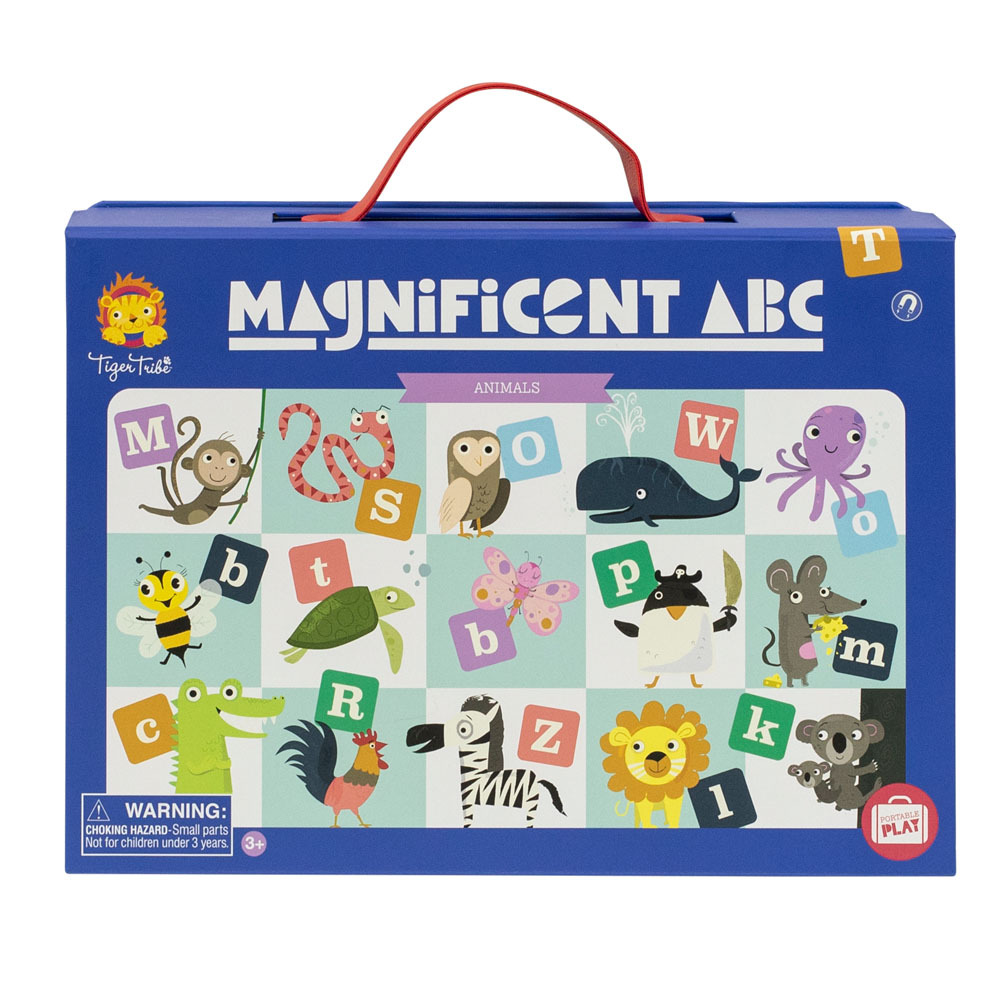 T
MAgNiFiCeNT ABC
Tiger Tribe
ANIMALS
M
S
O
W
o
b
t
b
p
m
c
R
Z
l
k
WARNING:
CHOKING HAZARD-Small parts
Not for children under 3 years.
3+
PORTABLE
PLAY